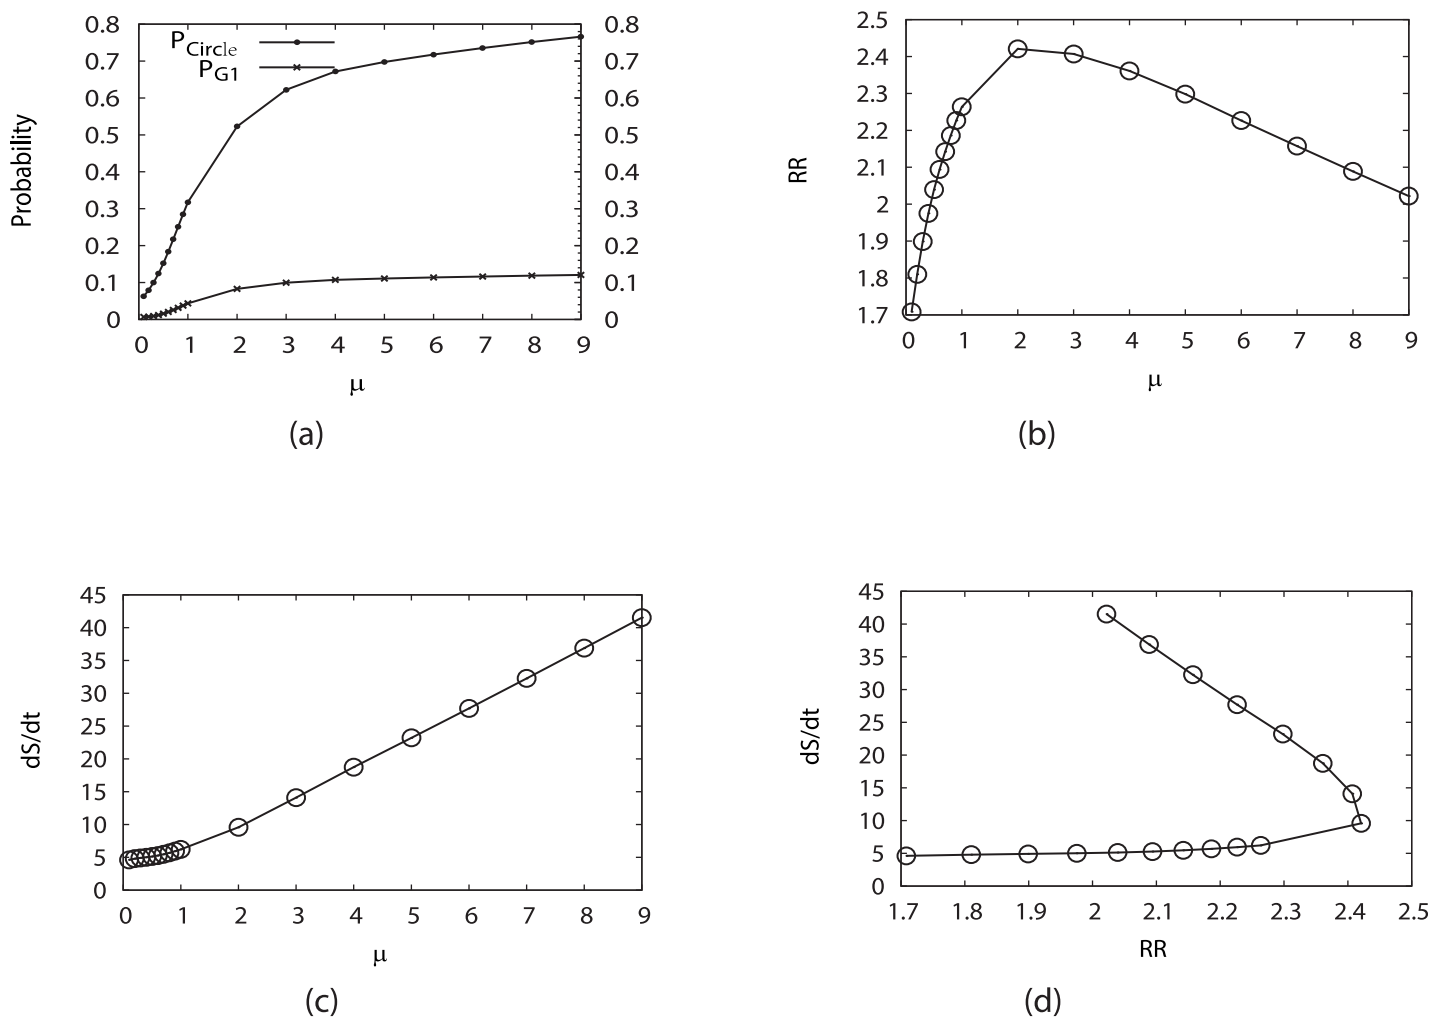 0.8 0.8
P_Circle
0.7 0.7
P_G1
0.6 0.6
0.5 0.5
0.4 0.4
0.3 0.3
0.2 0.2
0.1 0.1
0 0
Probability
0 1 2 3 4 5 6 7 8 9
μ
(a)
2.5
2.4
2.3
2.2
2.1
2
1.9
1.8
1.7
RR
0 1 2 3 4 5 6 7 8 9
μ
(b)
45
40
35
30
25
20
15
10
5
0
dS/dt
0 1 2 3 4 5 6 7 8 9
μ
(c)
45
40
35
30
25
20
15
10
5
0
dS/dt
1.7 1.8 1.9 2 2.1 2.2 2.3 2.4 2.5
RR
(d)